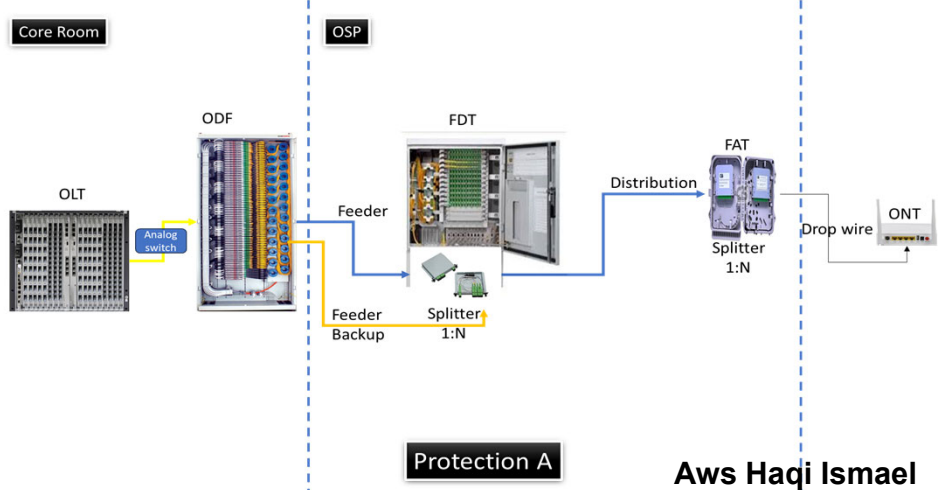 Core Room
OSP
ODF
FDT
FAT
OLT
Analog
switch
Feeder
Distribution
Drop wire
ONT
Splitter
1:N
Feeder
Backup
Splitter
1:N
Protection A
Aws Haqi Ismael